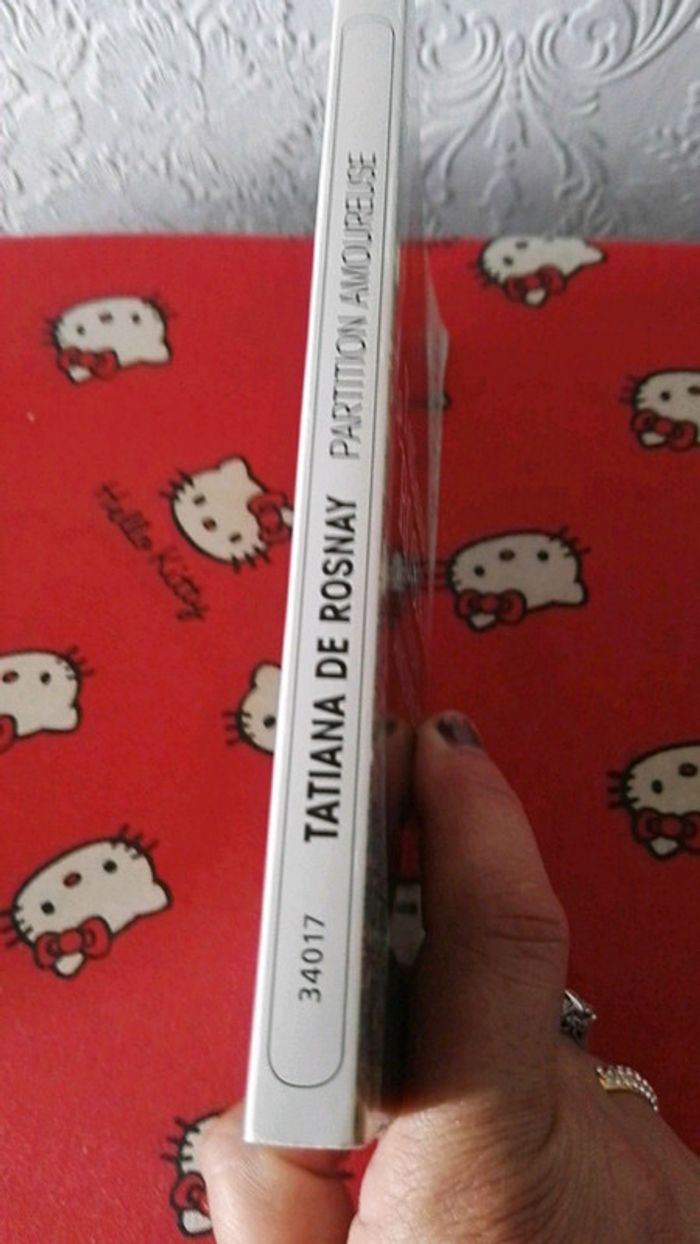 34017 TATIANA DE ROSNAY PARTITION AMOUREUSE
Hello Kitty